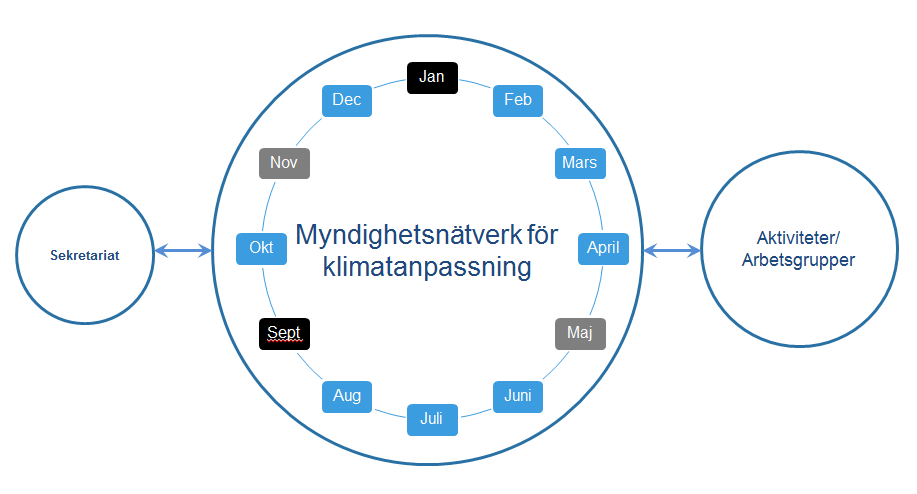 Jan
Feb
Mars
April
Maj
Juni
Juli
Aug
Sept
Okt
Nov
Dec
Myndighetsnätverk för
klimatanpassning
Sekretariat
Aktiviteter/
Arbetsgrupper